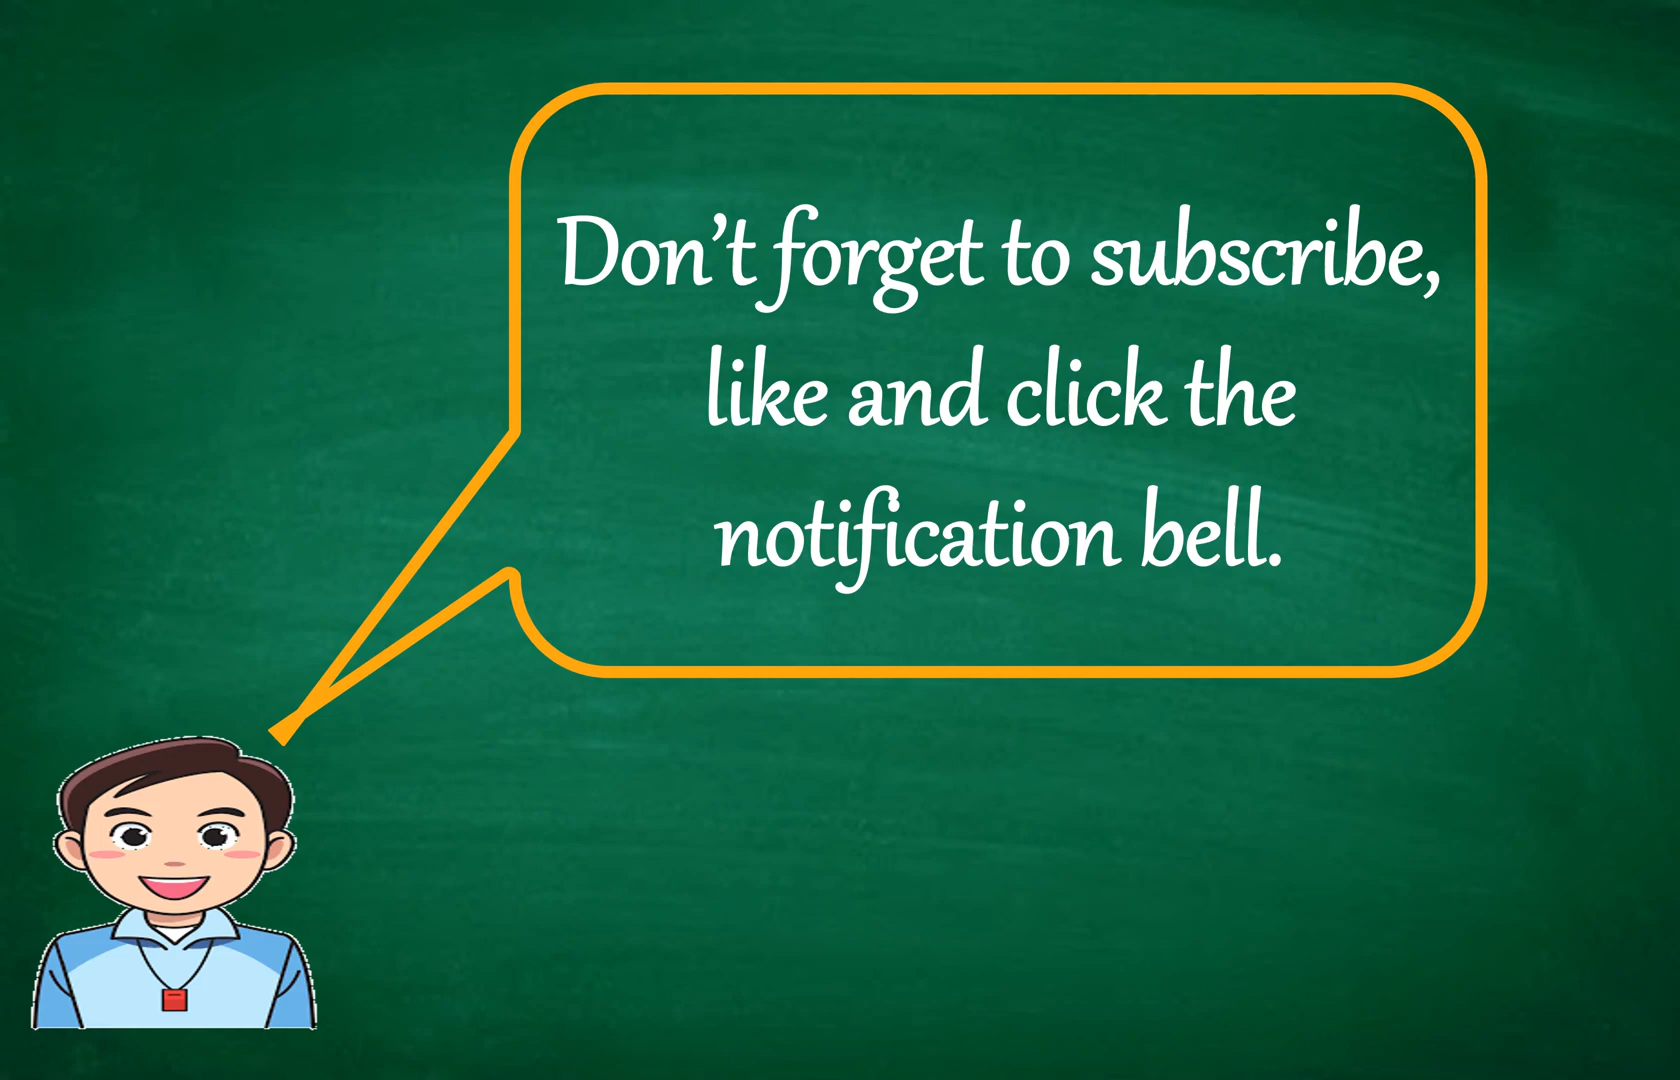 Don’t forget to subscribe,
like and click the
notification bell.